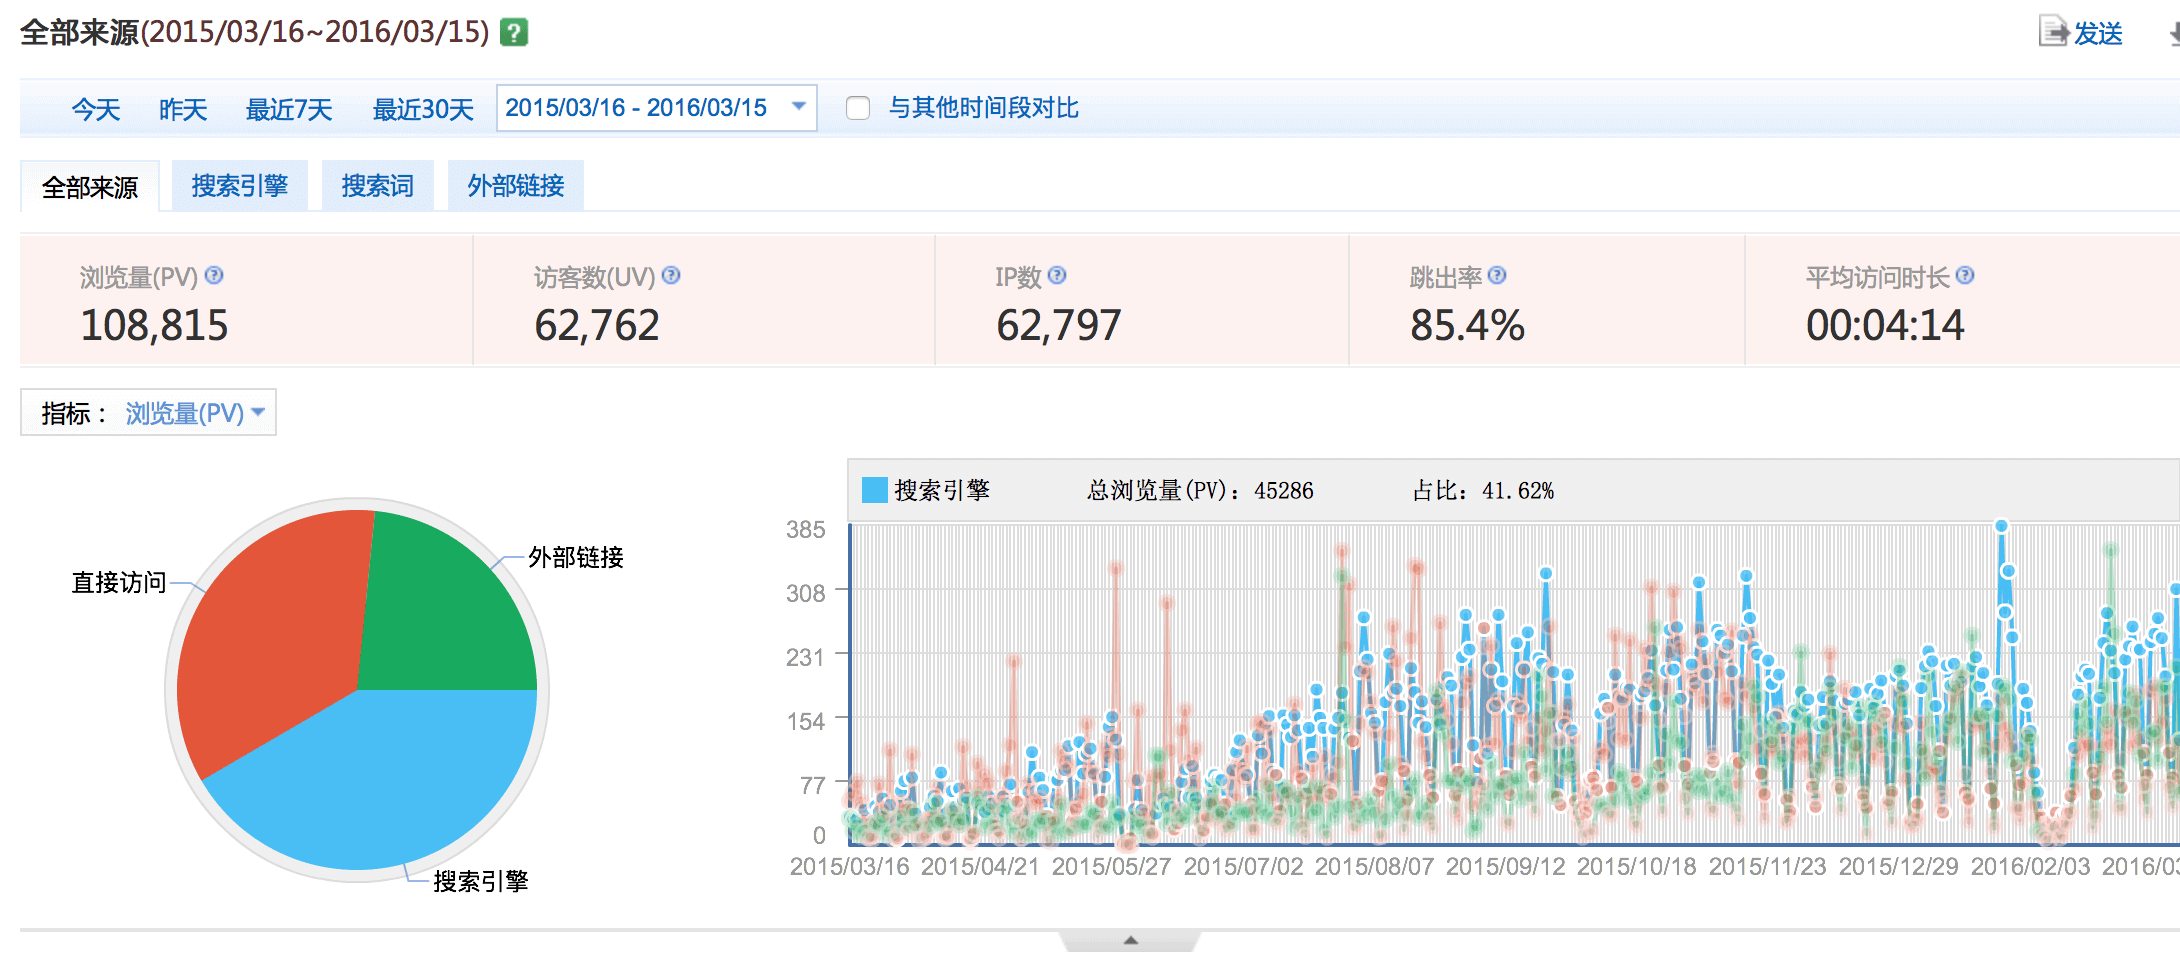 全部来源(2015/03/16~2016/03/15) ?
发送
今天 昨天 最近7天 最近30天 2015/03/16 - 2016/03/15 与其他时间段对比
全部来源 搜索引擎 搜索词 外部链接
浏览量(PV) ? 访客数(UV) ? IP数 ? 跳出率 ? 平均访问时长 ?
108,815 62,762 62,797 85.4% 00:04:14
指标： 浏览量(PV)
搜索引擎 总浏览量(PV)：45286 占比：41.62%
外部链接
直接访问
搜索引擎
385
308
231
154
77
0
2015/03/16 2015/04/21 2015/05/27 2015/07/02 2015/08/07 2015/09/12 2015/10/18 2015/11/23 2015/12/29 2016/02/03